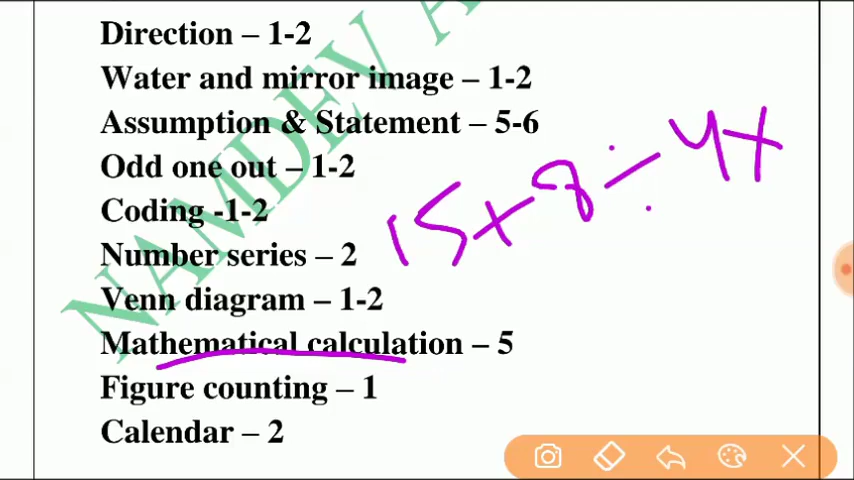 Direction – 1-2
Water and mirror image – 1-2
Assumption & Statement – 5-6
Odd one out – 1-2
Coding -1-2
Number series – 2
Venn diagram – 1-2
Mathematical calculation – 5
Figure counting – 1
Calendar – 2
15+8÷4+
NAMDEV A